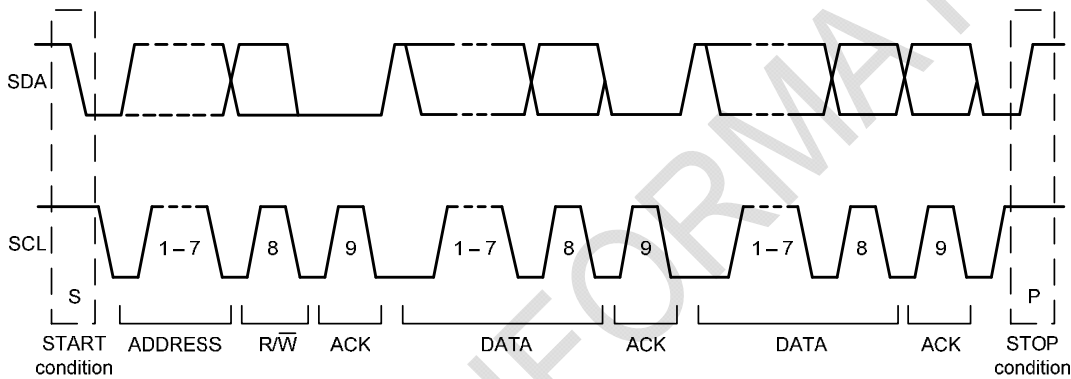 SDA
SCL
1 – 7
8
9
1 – 7
8
9
1 – 7
8
9
S
P
START
condition
ADDRESS
R/W̅
ACK
DATA
ACK
DATA
ACK
STOP
condition
FORMAT